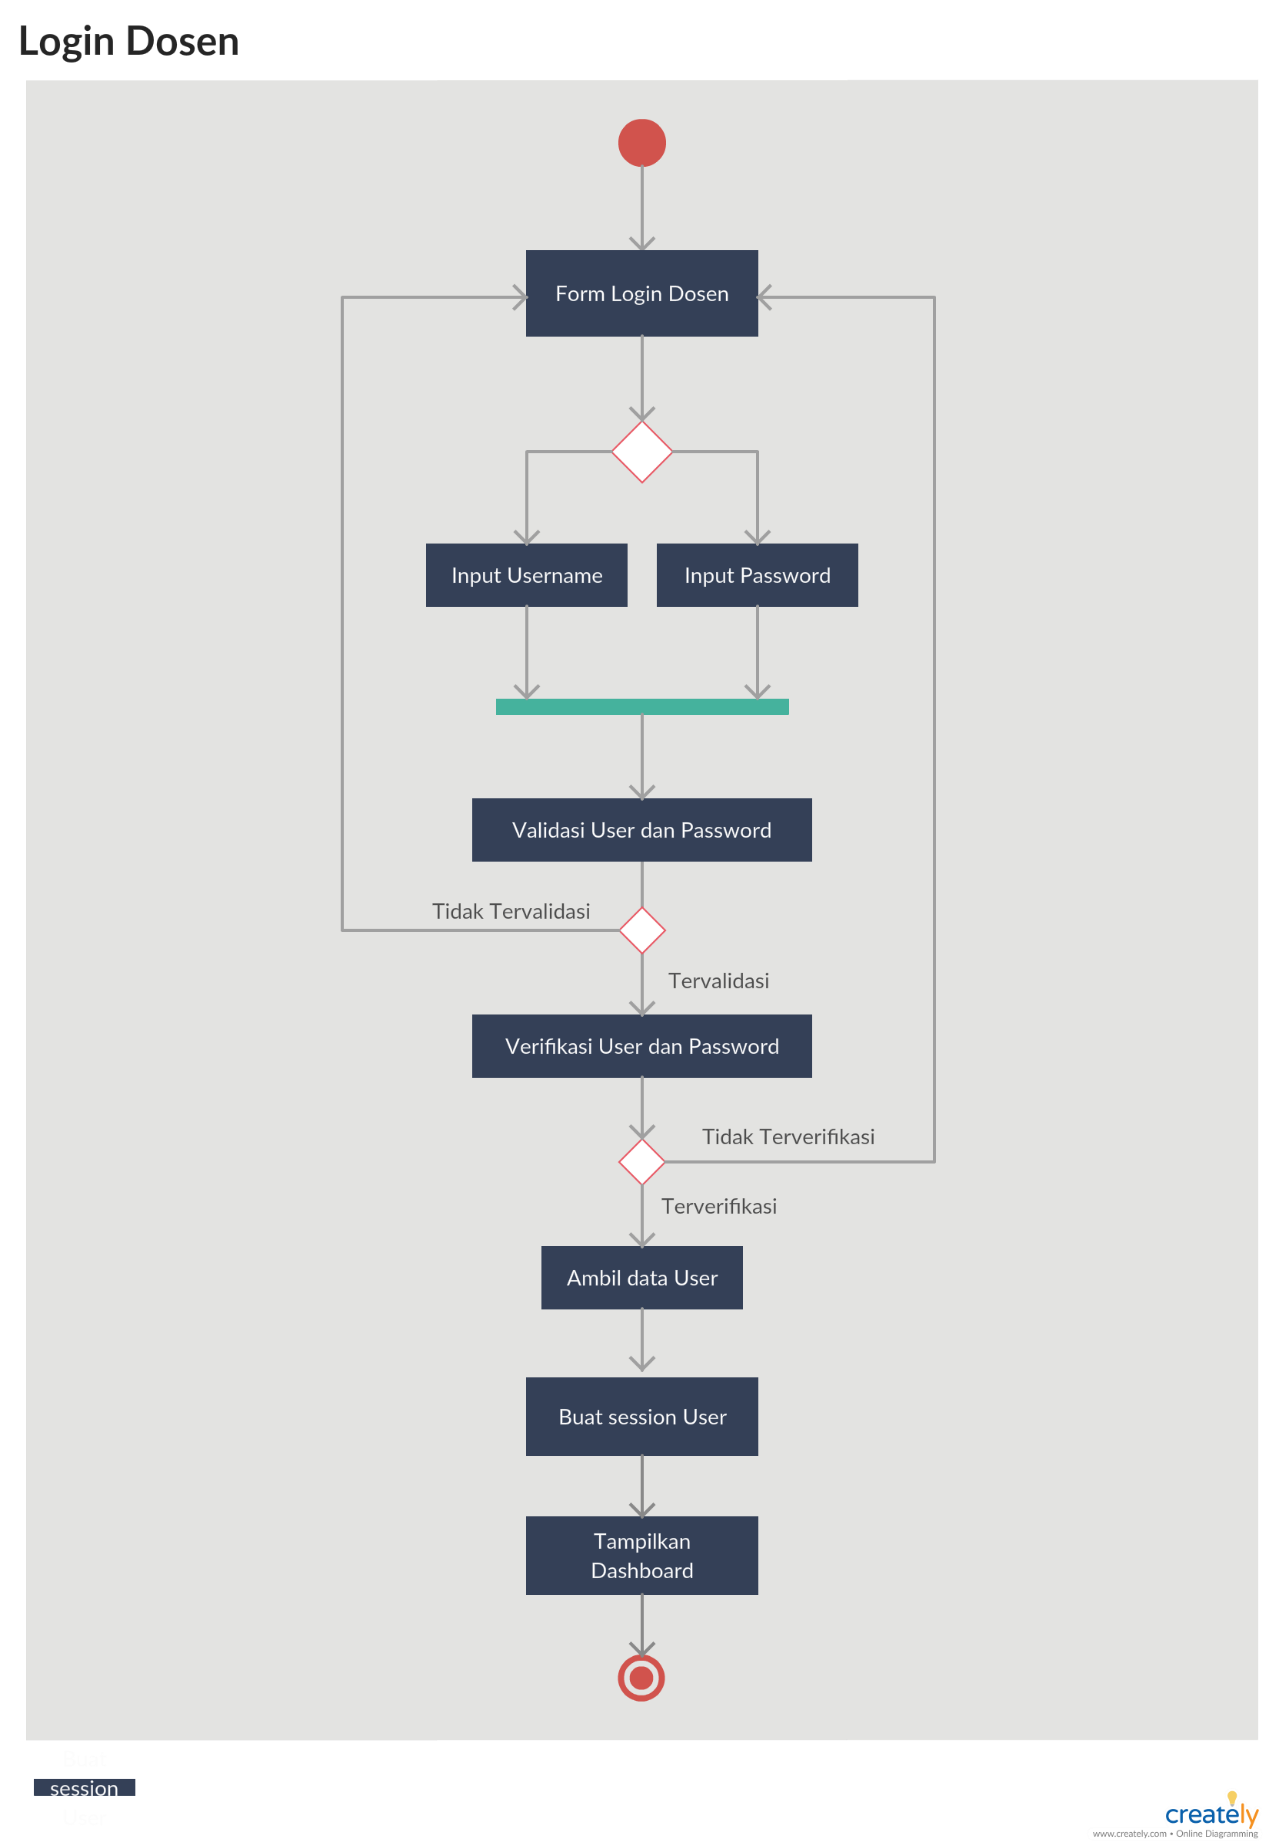 Login Dosen
Form Login Dosen
Input Username
Input Password
Validasi User dan Password
Tidak Tervalidasi
Tervalidasi
Verifikasi User dan Password
Tidak Terverifikasi
Terverifikasi
Ambil data User
Buat session User
Tampilkan
Dashboard
session
creately
www.creately.com • Online Diagramming